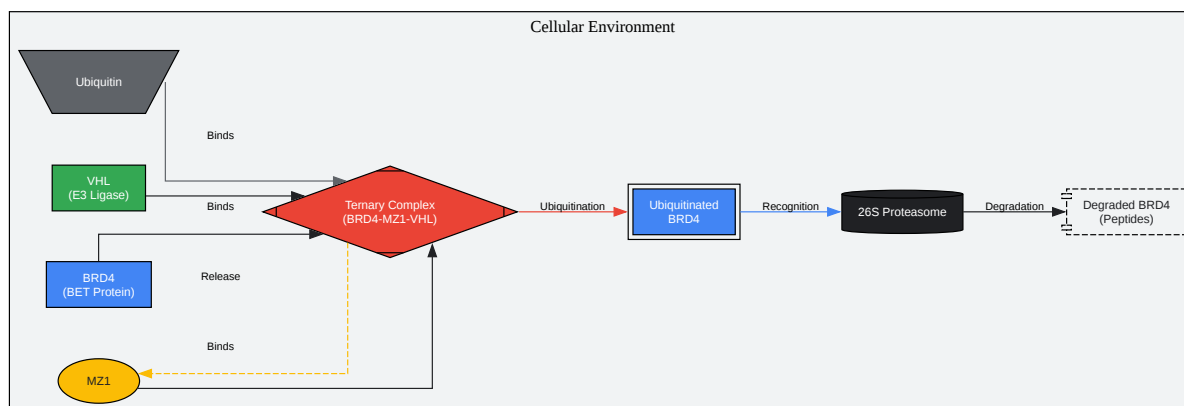 Cellular Environment
Ubiquitin
Binds
VHL
(E3 Ligase)
Binds
Ternary Complex
(BRD4-MZ1-VHL)
Ubiquitination
Ubiquitinated
BRD4
Recognition
26S Proteasome
Degradation
Degraded BRD4
(Peptides)
BRD4
(BET Protein)
Release
Binds
MZ1